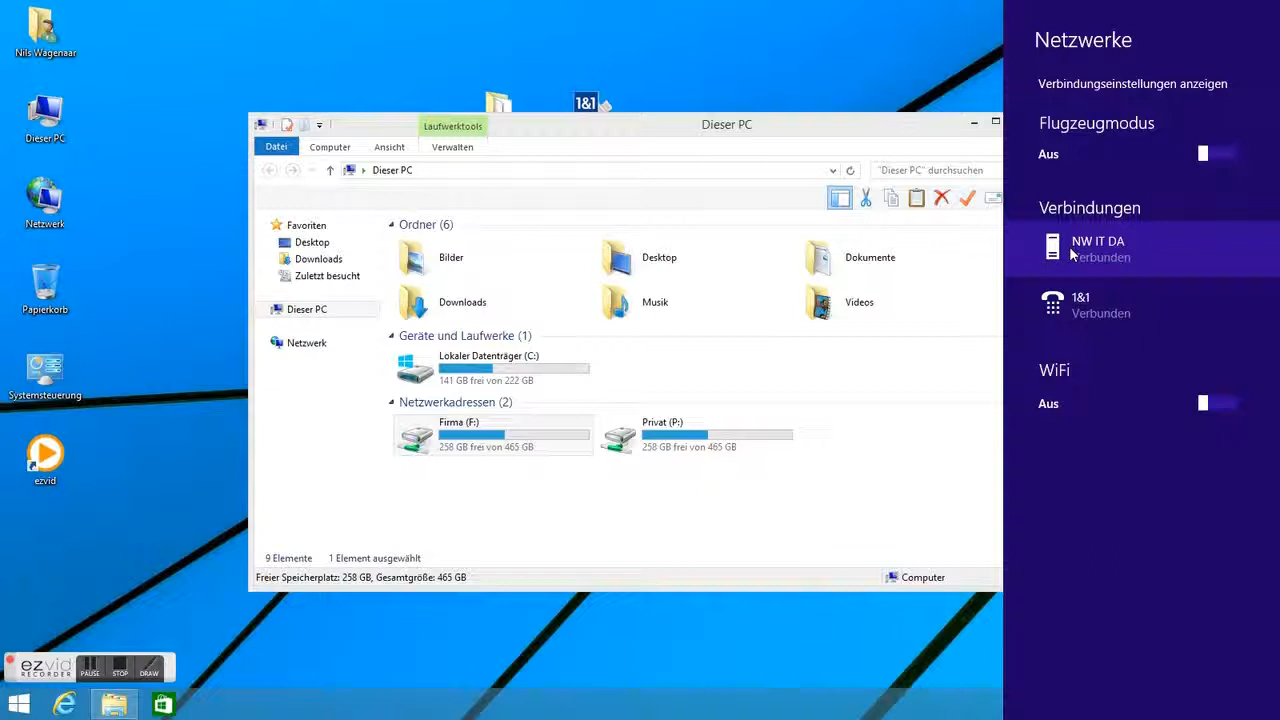 Nils Wagenaar
Dieser PC
Netzwerk
Papierkorb
Systemsteuerung
ezvid
1&1
Laufwerktools
Dieser PC
Datei
Computer
Ansicht
Verwalten
Dieser PC
"Dieser PC" durchsuchen
Favoriten
Desktop
Downloads
Zuletzt besucht
Dieser PC
Netzwerk
Ordner (6)
Bilder
Desktop
Dokumente
Downloads
Musik
Videos
Geräte und Laufwerke (1)
Lokaler Datenträger (C:)
141 GB frei von 222 GB
Netzwerkadressen (2)
Firma (F:)
258 GB frei von 465 GB
Privat (P:)
258 GB frei von 465 GB
9 Elemente
1 Element ausgewählt
Freier Speicherplatz: 258 GB, Gesamtgröße: 465 GB
Computer
Netzwerke
Verbindungseinstellungen anzeigen
Flugzeugmodus
Aus
Verbindungen
NW IT DA
Verbunden
1&1
Verbunden
WiFi
Aus
ezvid
RECORDER
PAUSE
STOP
DRAW